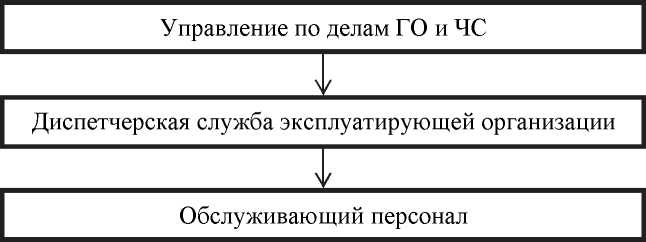 Управление по делам ГО и ЧС
Диспетчерская служба эксплуатирующей организации
Обслуживающий персонал